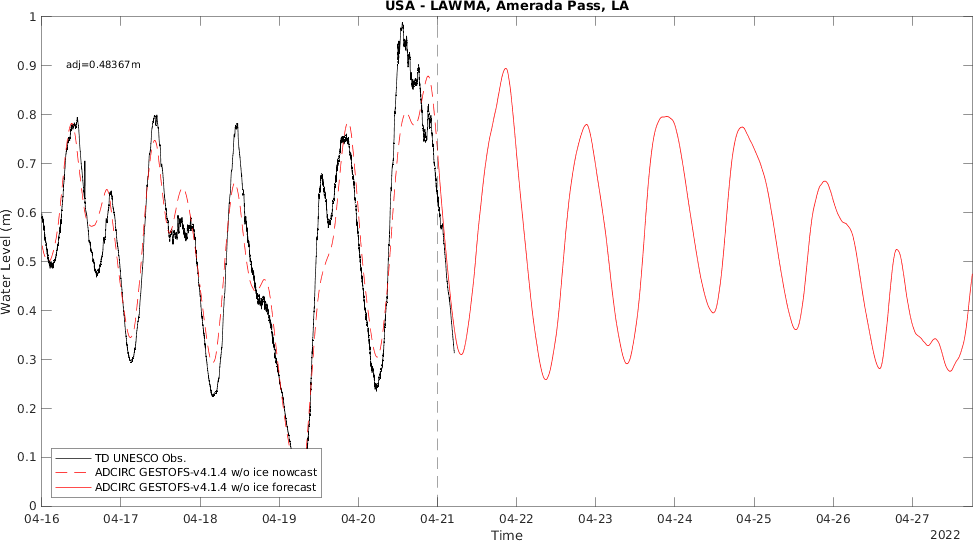 USA - LAWMA, Amerada Pass, LA
1
0.9
0.8
0.7
0.6
0.5
0.4
0.3
0.2
0.1
0
Water Level (m)
adj=0.48367m
TD UNESCO Obs.
ADCIRC GESTOFS-v4.1.4 w/o ice nowcast
ADCIRC GESTOFS-v4.1.4 w/o ice forecast
04-16 04-17 04-18 04-19 04-20 04-21 04-22 04-23 04-24 04-25 04-26 04-27
Time
2022